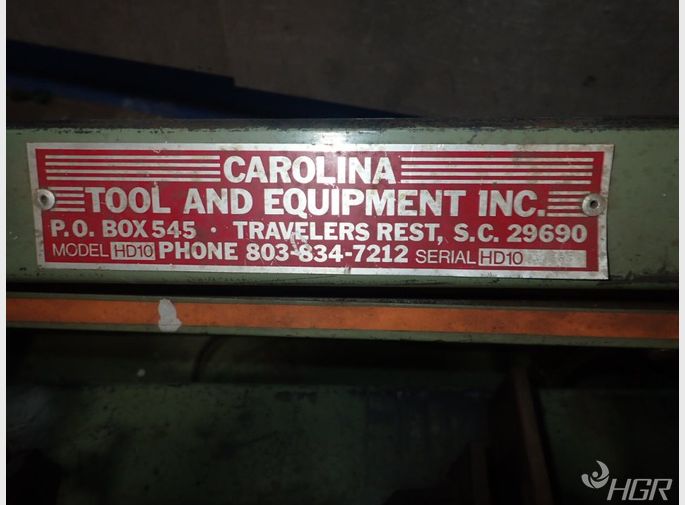 CAROLINA
TOOL AND EQUIPMENT INC.
P.O. BOX 545 · TRAVELERS REST, S.C. 29690
MODEL HD10 PHONE 803-834-7212 SERIAL HD10
HGR